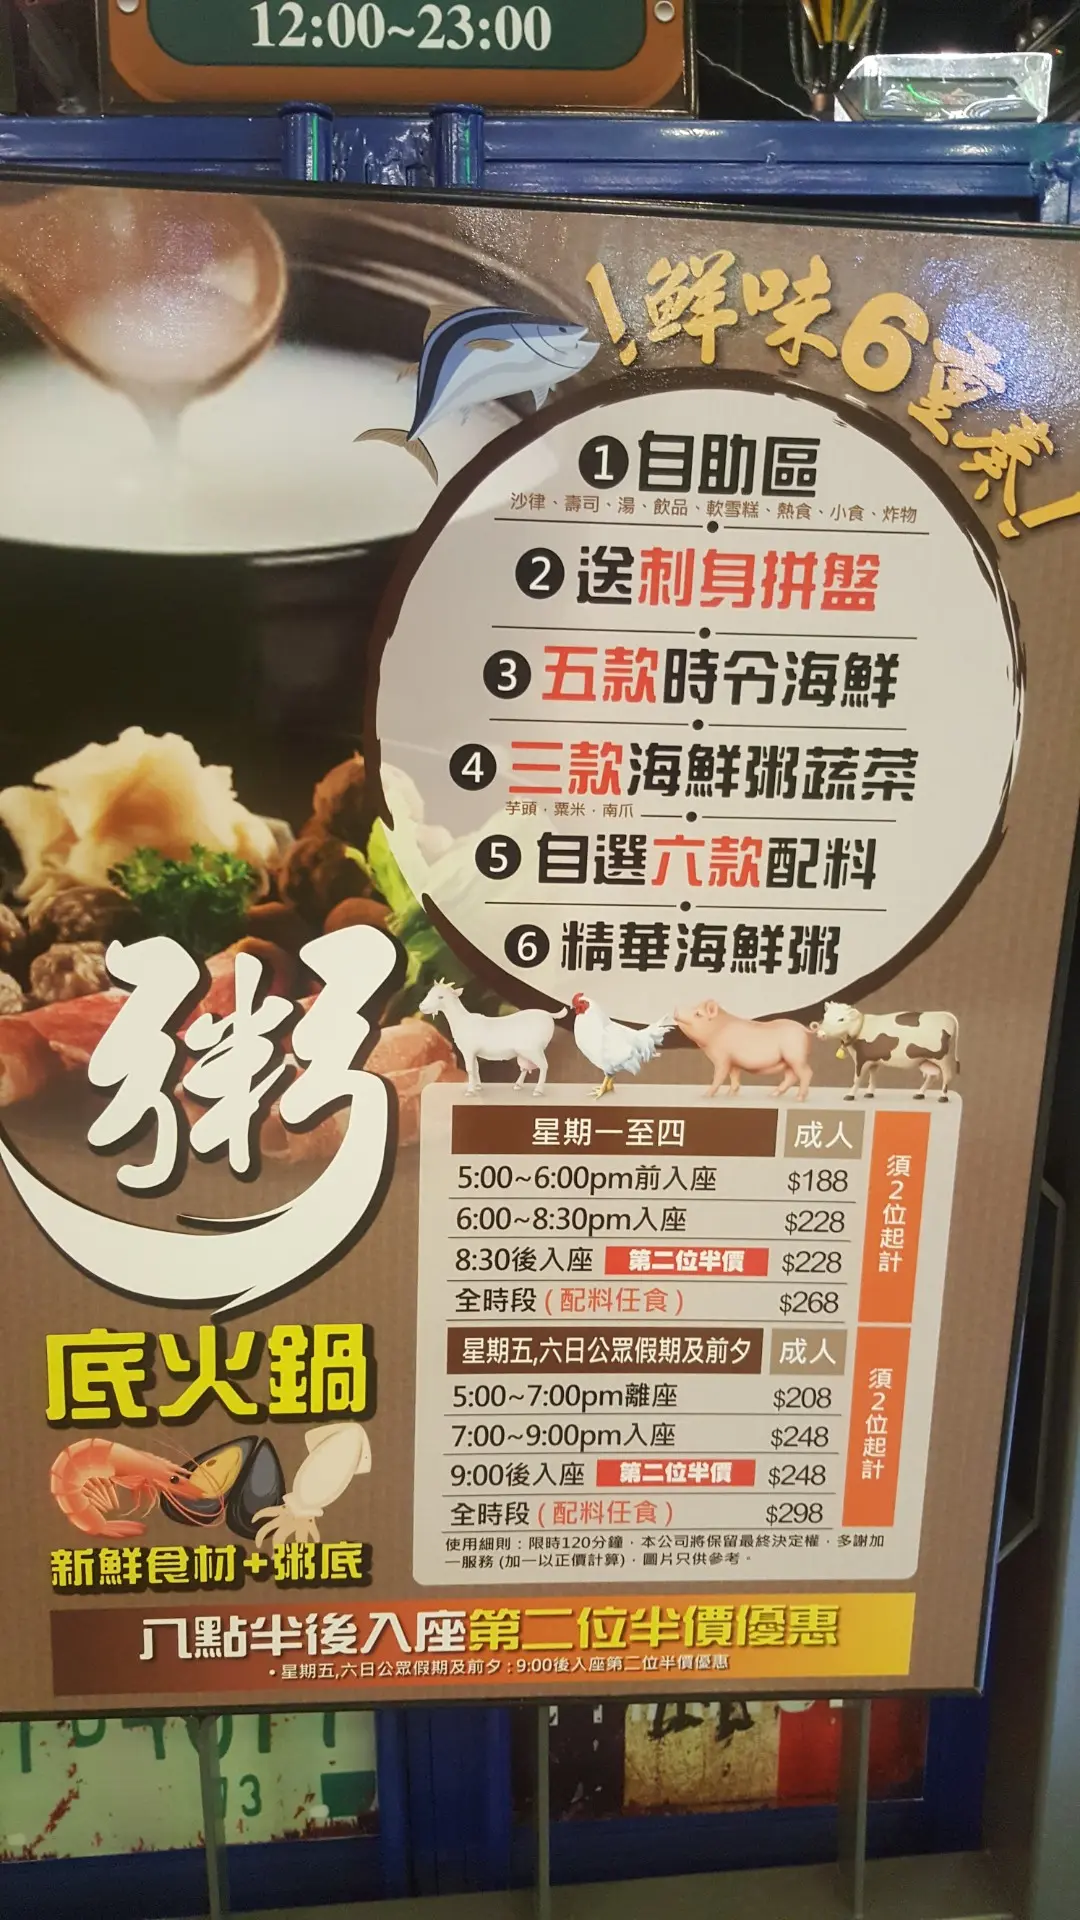 12:00~23:00
！鮮味6重奏！
❶自助區
沙律、壽司、湯、飲品、軟雪糕、熱食、小食、炸物
❷送刺身拼盤
❸五款時令海鮮
❹三款海鮮粥蔬菜
芋頭．粟米．南瓜
❺自選六款配料
❻精華海鮮粥
粥
底火鍋
新鮮食材+粥底
星期一至四 成人
5:00~6:00pm前入座 $188
6:00~8:30pm入座 $228
8:30後入座 第二位半價 $228
全時段（配料任食） $268
須2位起計
星期五,六日公眾假期及前夕 成人
5:00~7:00pm離座 $208
7:00~9:00pm入座 $248
9:00後入座 第二位半價 $248
全時段（配料任食） $298
須2位起計
使用細則：限時120分鐘．本公司將保留最終決定權．多謝加
一服務 (加一以正價計算)．圖片只供參考。
八點半後入座第二位半價優惠
•星期五,六日公眾假期及前夕：9:00後入座第二位半價優惠